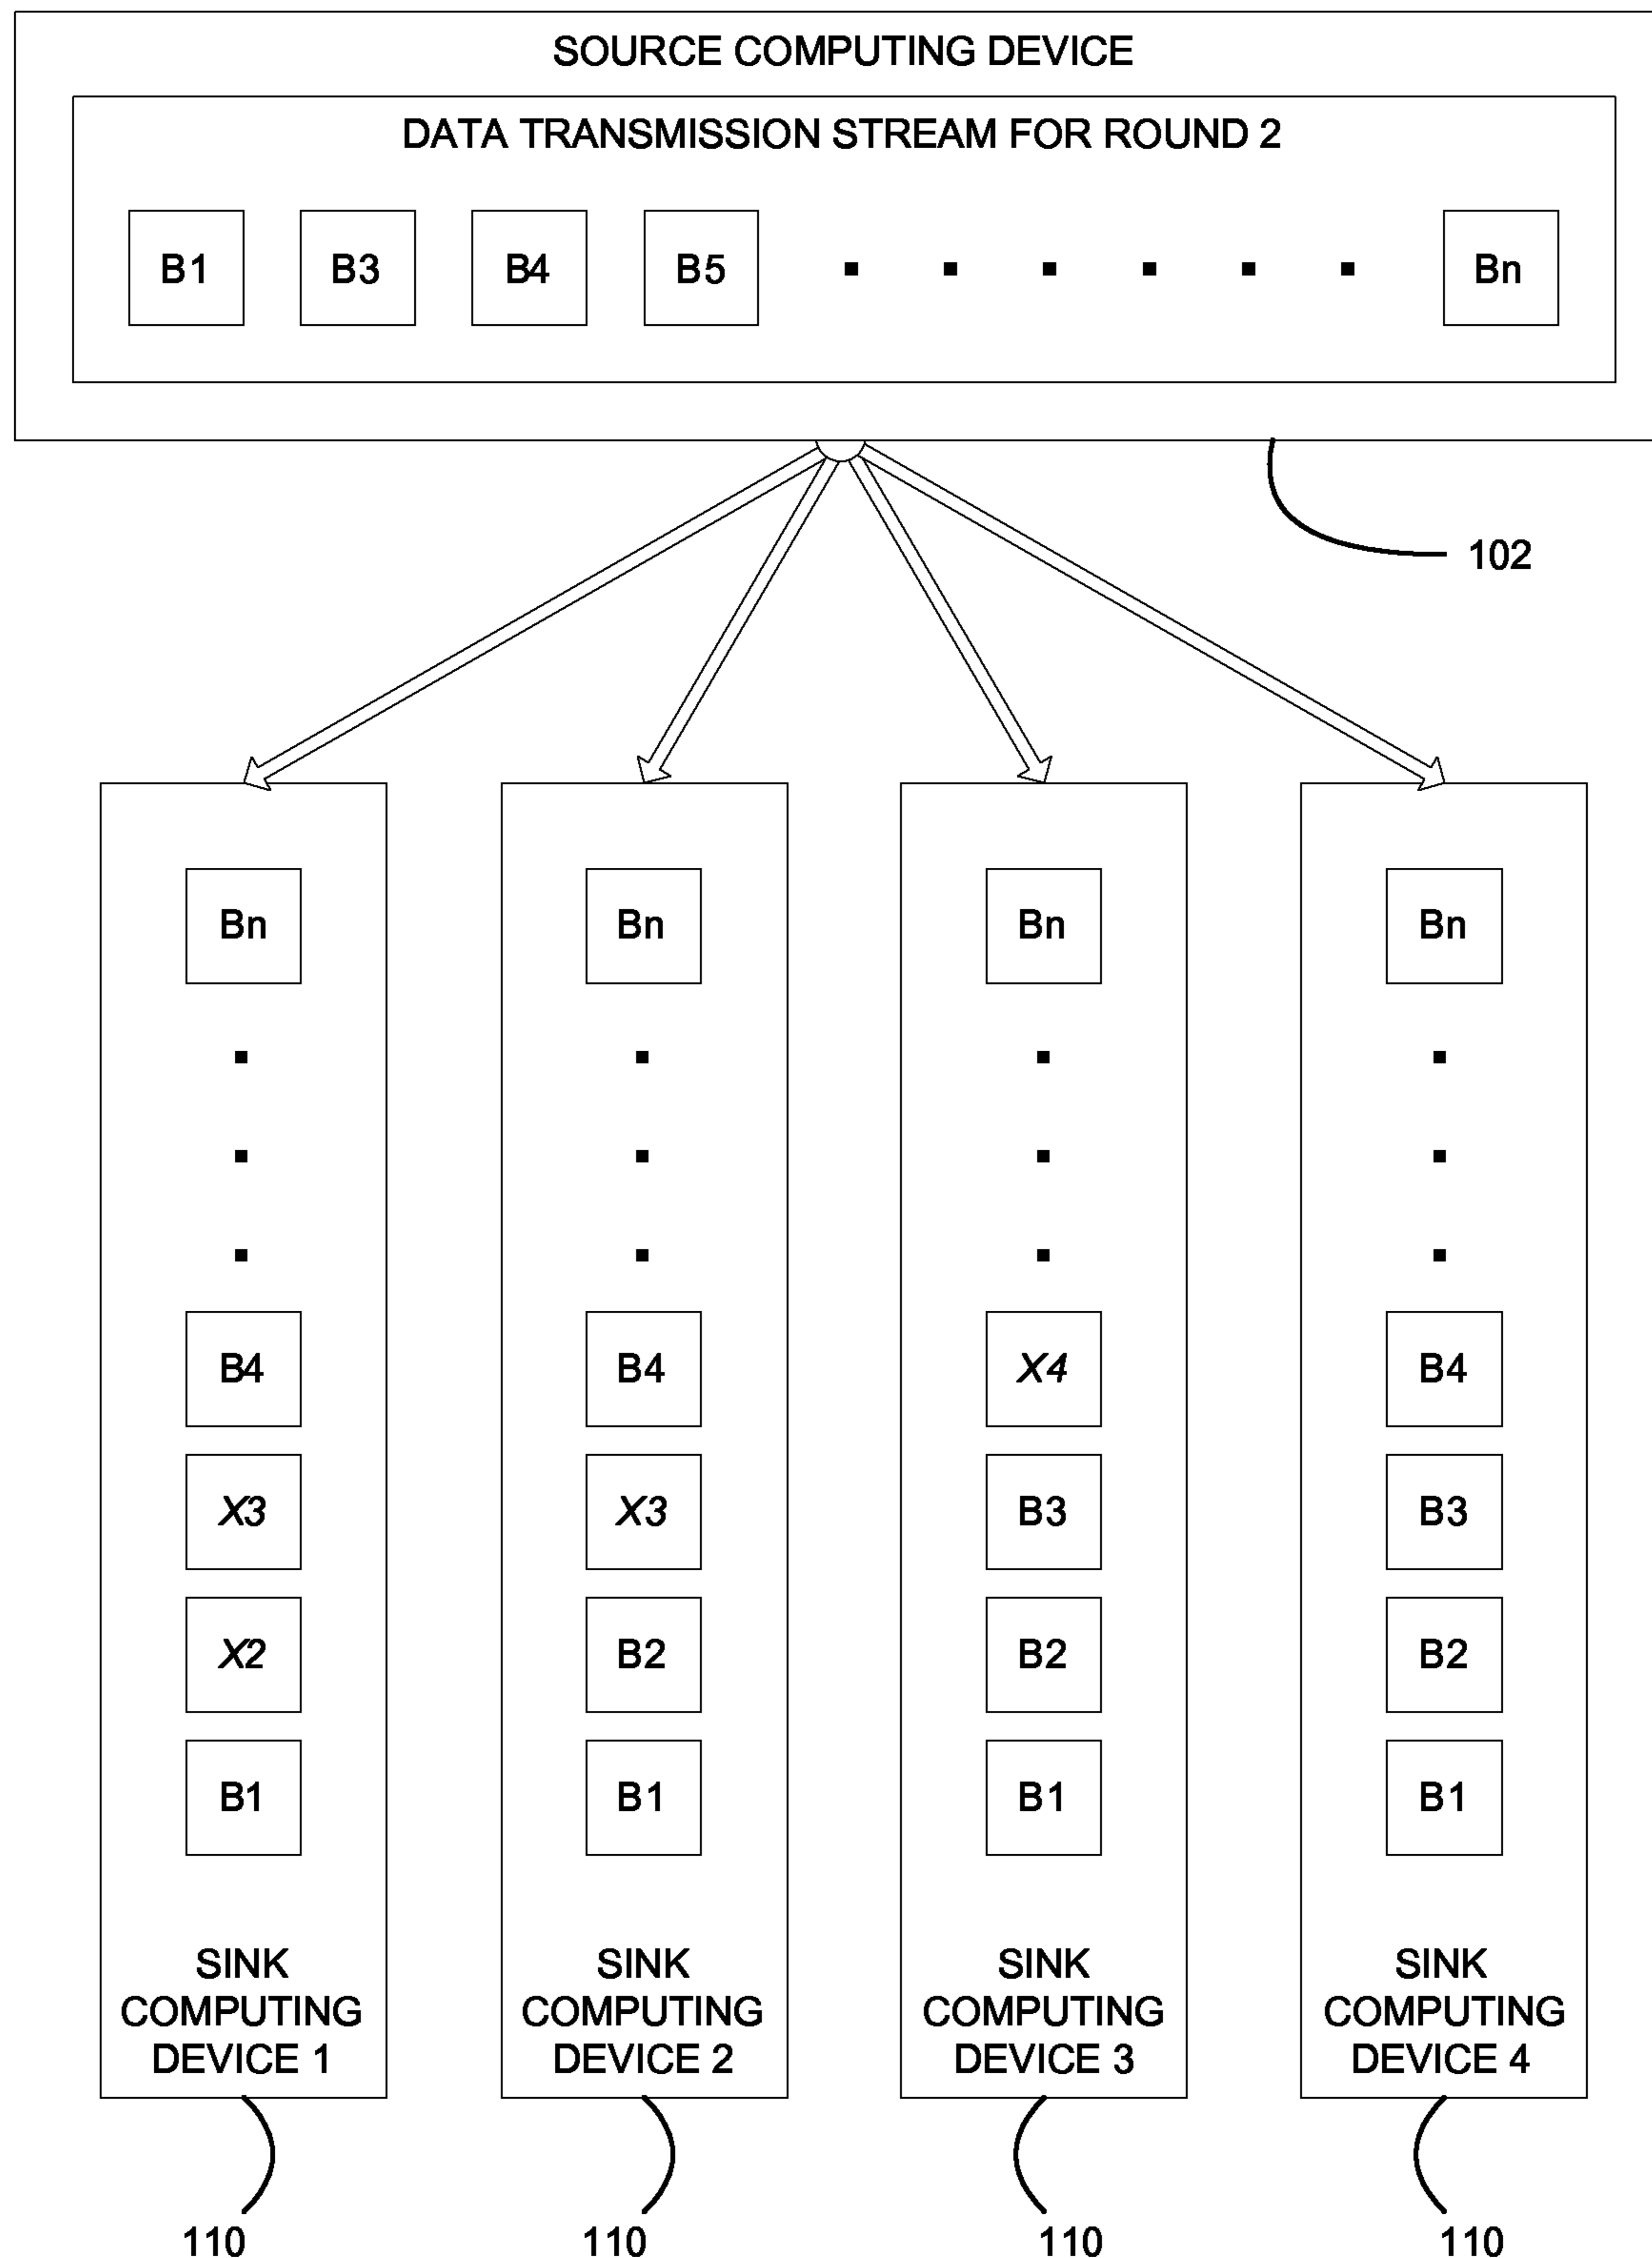 SOURCE COMPUTING DEVICE
DATA TRANSMISSION STREAM FOR ROUND 2
B1 B3 B4 B5 Bn
102
Bn Bn Bn Bn
B4 B4 X4 B4
X3 X3 B3 B3
X2 B2 B2 B2
B1 B1 B1 B1
SINK
COMPUTING
DEVICE 1
SINK
COMPUTING
DEVICE 2
SINK
COMPUTING
DEVICE 3
SINK
COMPUTING
DEVICE 4
110 110 110 110